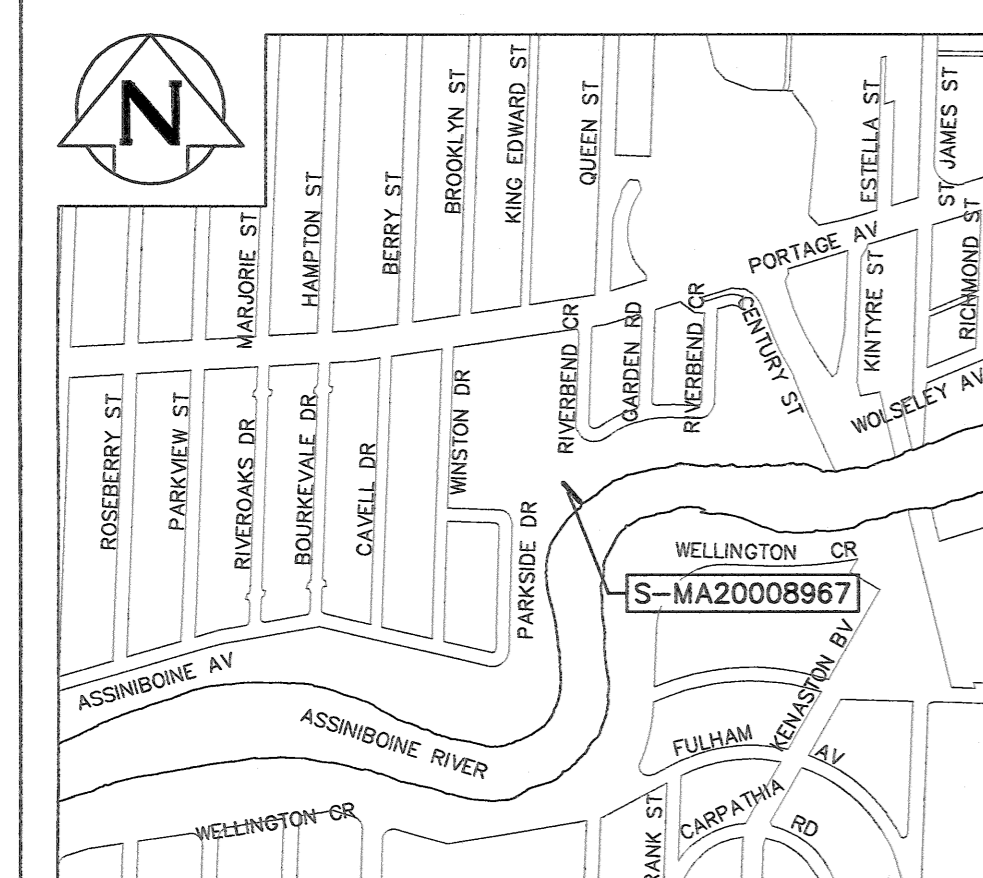 N
MARJORIE ST
HAMPTON ST
BERRY ST
BROOKLYN ST
KING EDWARD ST
QUEEN ST
ESTELLA ST
ST JAMES ST
PORTAGE AV
KINTYRE ST
RICHMOND ST
RIVERBEND CR
GARDEN RD
RIVERBEND CR
CENTURY ST
WOLSELEY AV
ROSEBERRY ST
PARKVIEW ST
RIVEROAKS DR
BOURKEVALE DR
CAVELL DR
WINSTON DR
PARKSIDE DR
WELLINGTON CR
S-MA20008967
KENASTON BV
ASSINIBOINE AV
ASSINIBOINE RIVER
FULHAM AV
CARPATHIA RD
WELLINGTON CR
RANK ST